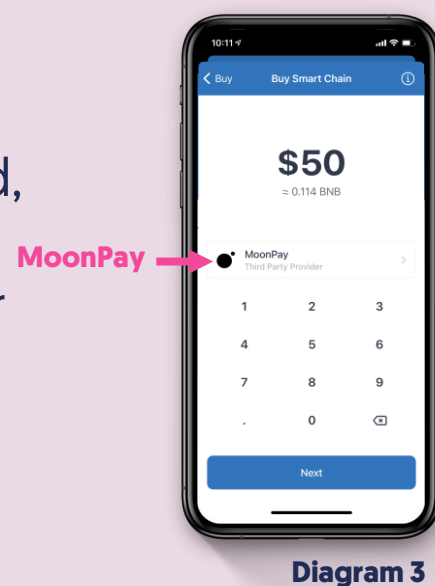 d,
MoonPay
r
10:11
Buy
Buy Smart Chain
$50
≈ 0.114 BNB
MoonPay
Third Party Provider
1 2 3
4 5 6
7 8 9
. 0
Next
Diagram 3